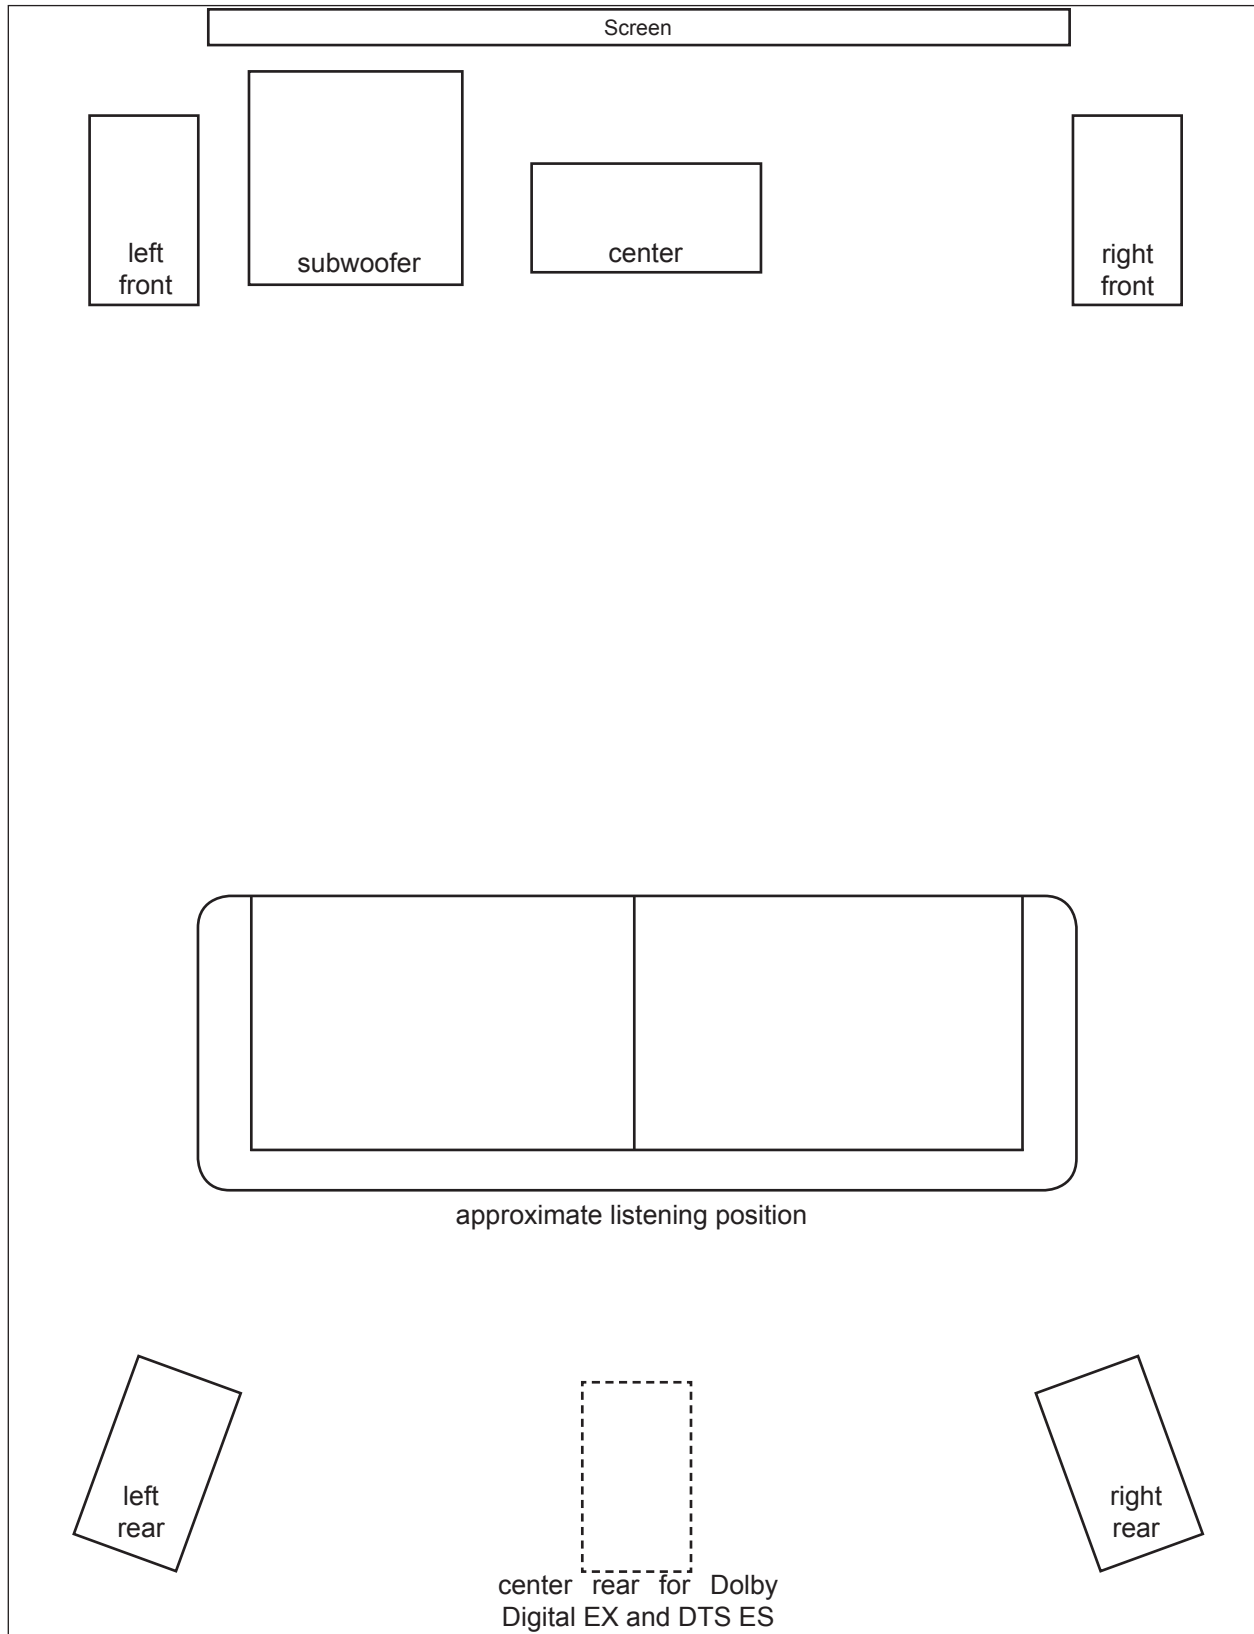 Screen
left
front
subwoofer
center
right
front
approximate listening position
left
rear
center rear for Dolby
Digital EX and DTS ES
right
rear